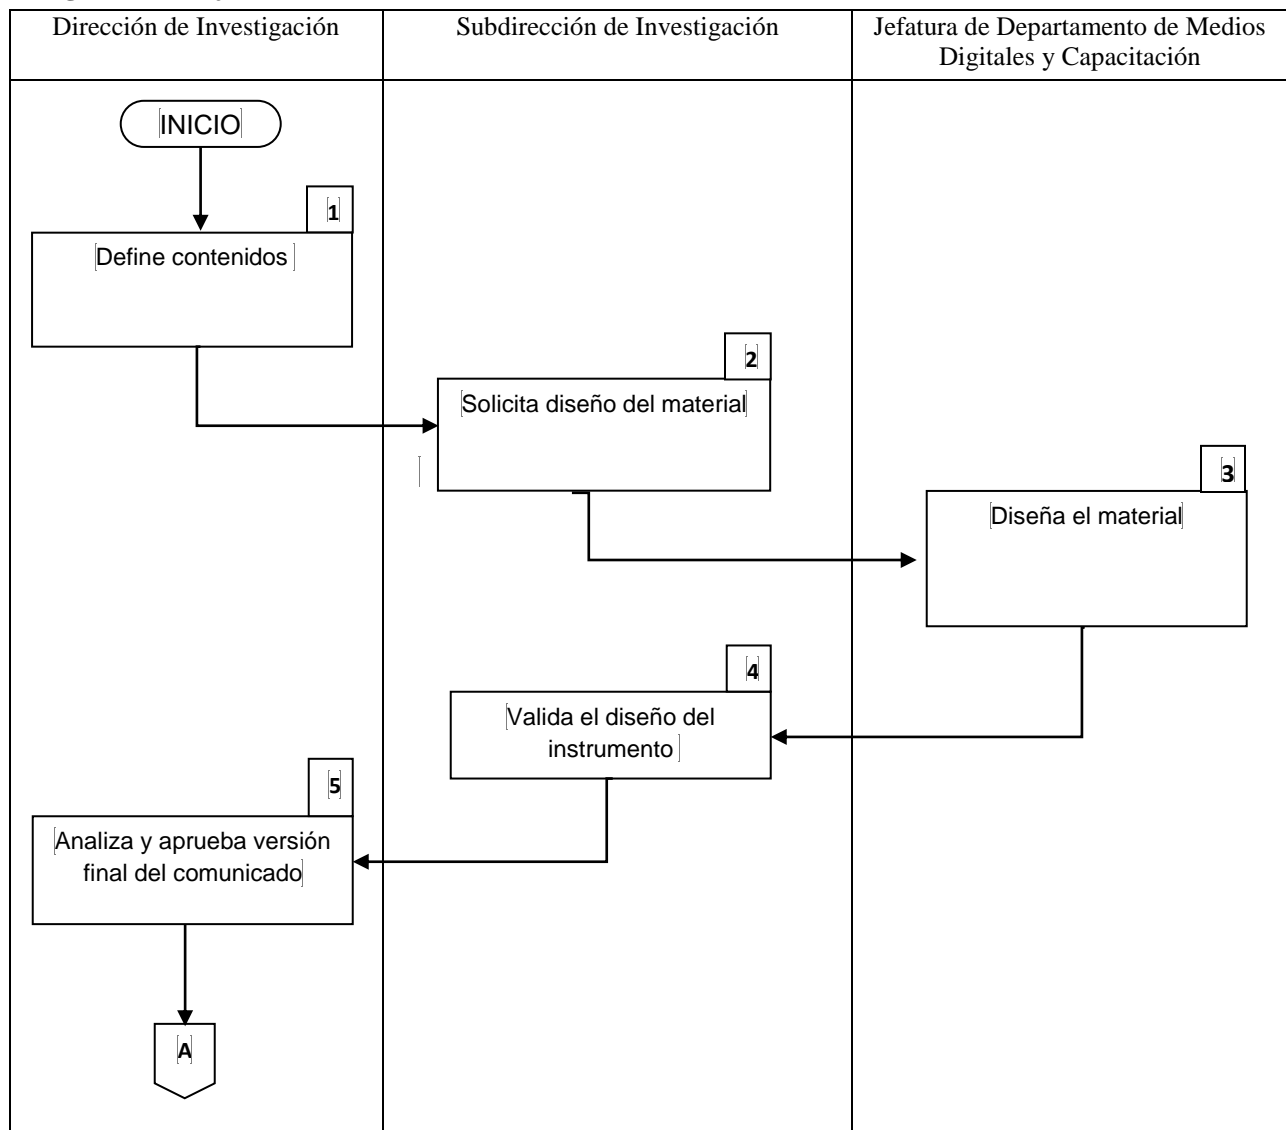 Dirección de Investigación
Subdirección de Investigación
Jefatura de Departamento de Medios
Digitales y Capacitación
INICIO
1
Define contenidos
2
Solicita diseño del material
3
Diseña el material
4
Valida el diseño del
instrumento
5
Analiza y aprueba versión
final del comunicado
A